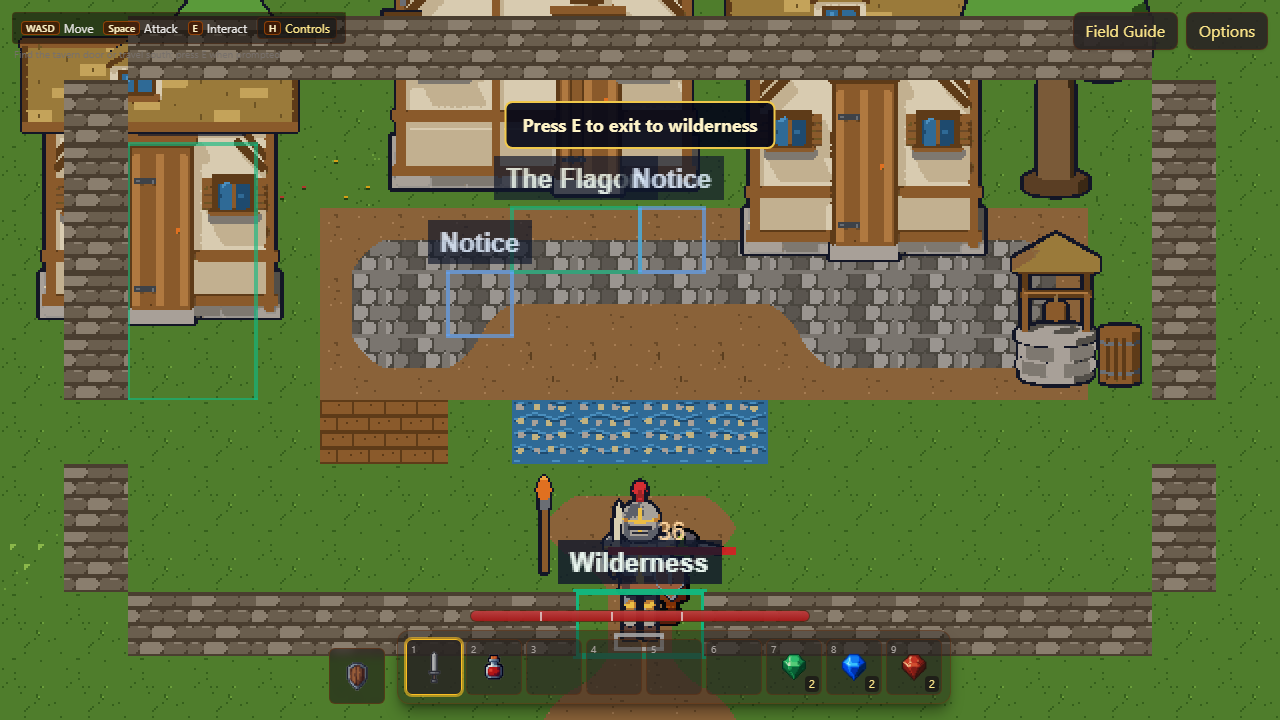 WASD Move Space Attack E Interact H Controls
Field Guide Options
Press E to exit to wilderness
The Flago Notice
Notice
36
Wilderness
1 2 3 4 5 6 7 8 9
2 2 2